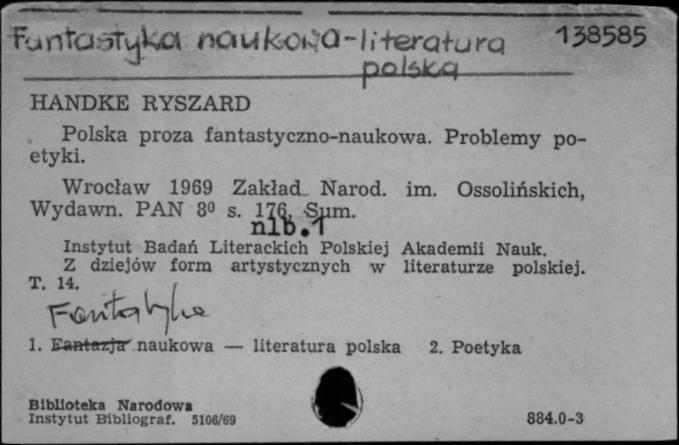 Fantastyka naukowa-literatura 138585
polska
HANDKE RYSZARD
Polska proza fantastyczno-naukowa. Problemy po-
etyki.
Wrocław 1969 Zakład Narod. im. Ossolińskich,
Wydawn. PAN 8⁰ s. 176, Sum.
nlb.1
Instytut Badań Literackich Polskiej Akademii Nauk.
Z dziejów form artystycznych w literaturze polskiej.
T. 14.
Fantastyka
1. Fantazja naukowa — literatura polska 2. Poetyka
Biblioteka Narodowa
Instytut Bibliograf. 5106/69 884.0-3